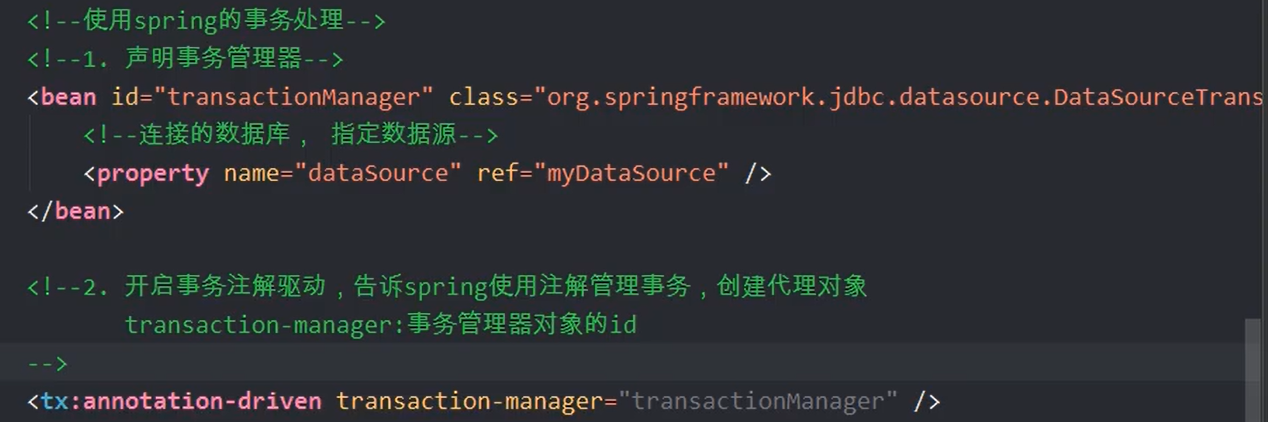 <!--使用spring的事务处理-->
<!--1. 声明事务管理器-->
<bean id="transactionManager" class="org.springframework.jdbc.datasource.DataSourceTrans
<!--连接的数据库， 指定数据源-->
<property name="dataSource" ref="myDataSource" />
</bean>
<!--2. 开启事务注解驱动，告诉spring使用注解管理事务，创建代理对象
transaction-manager:事务管理器对象的id
-->
<tx:annotation-driven transaction-manager="transactionManager" />